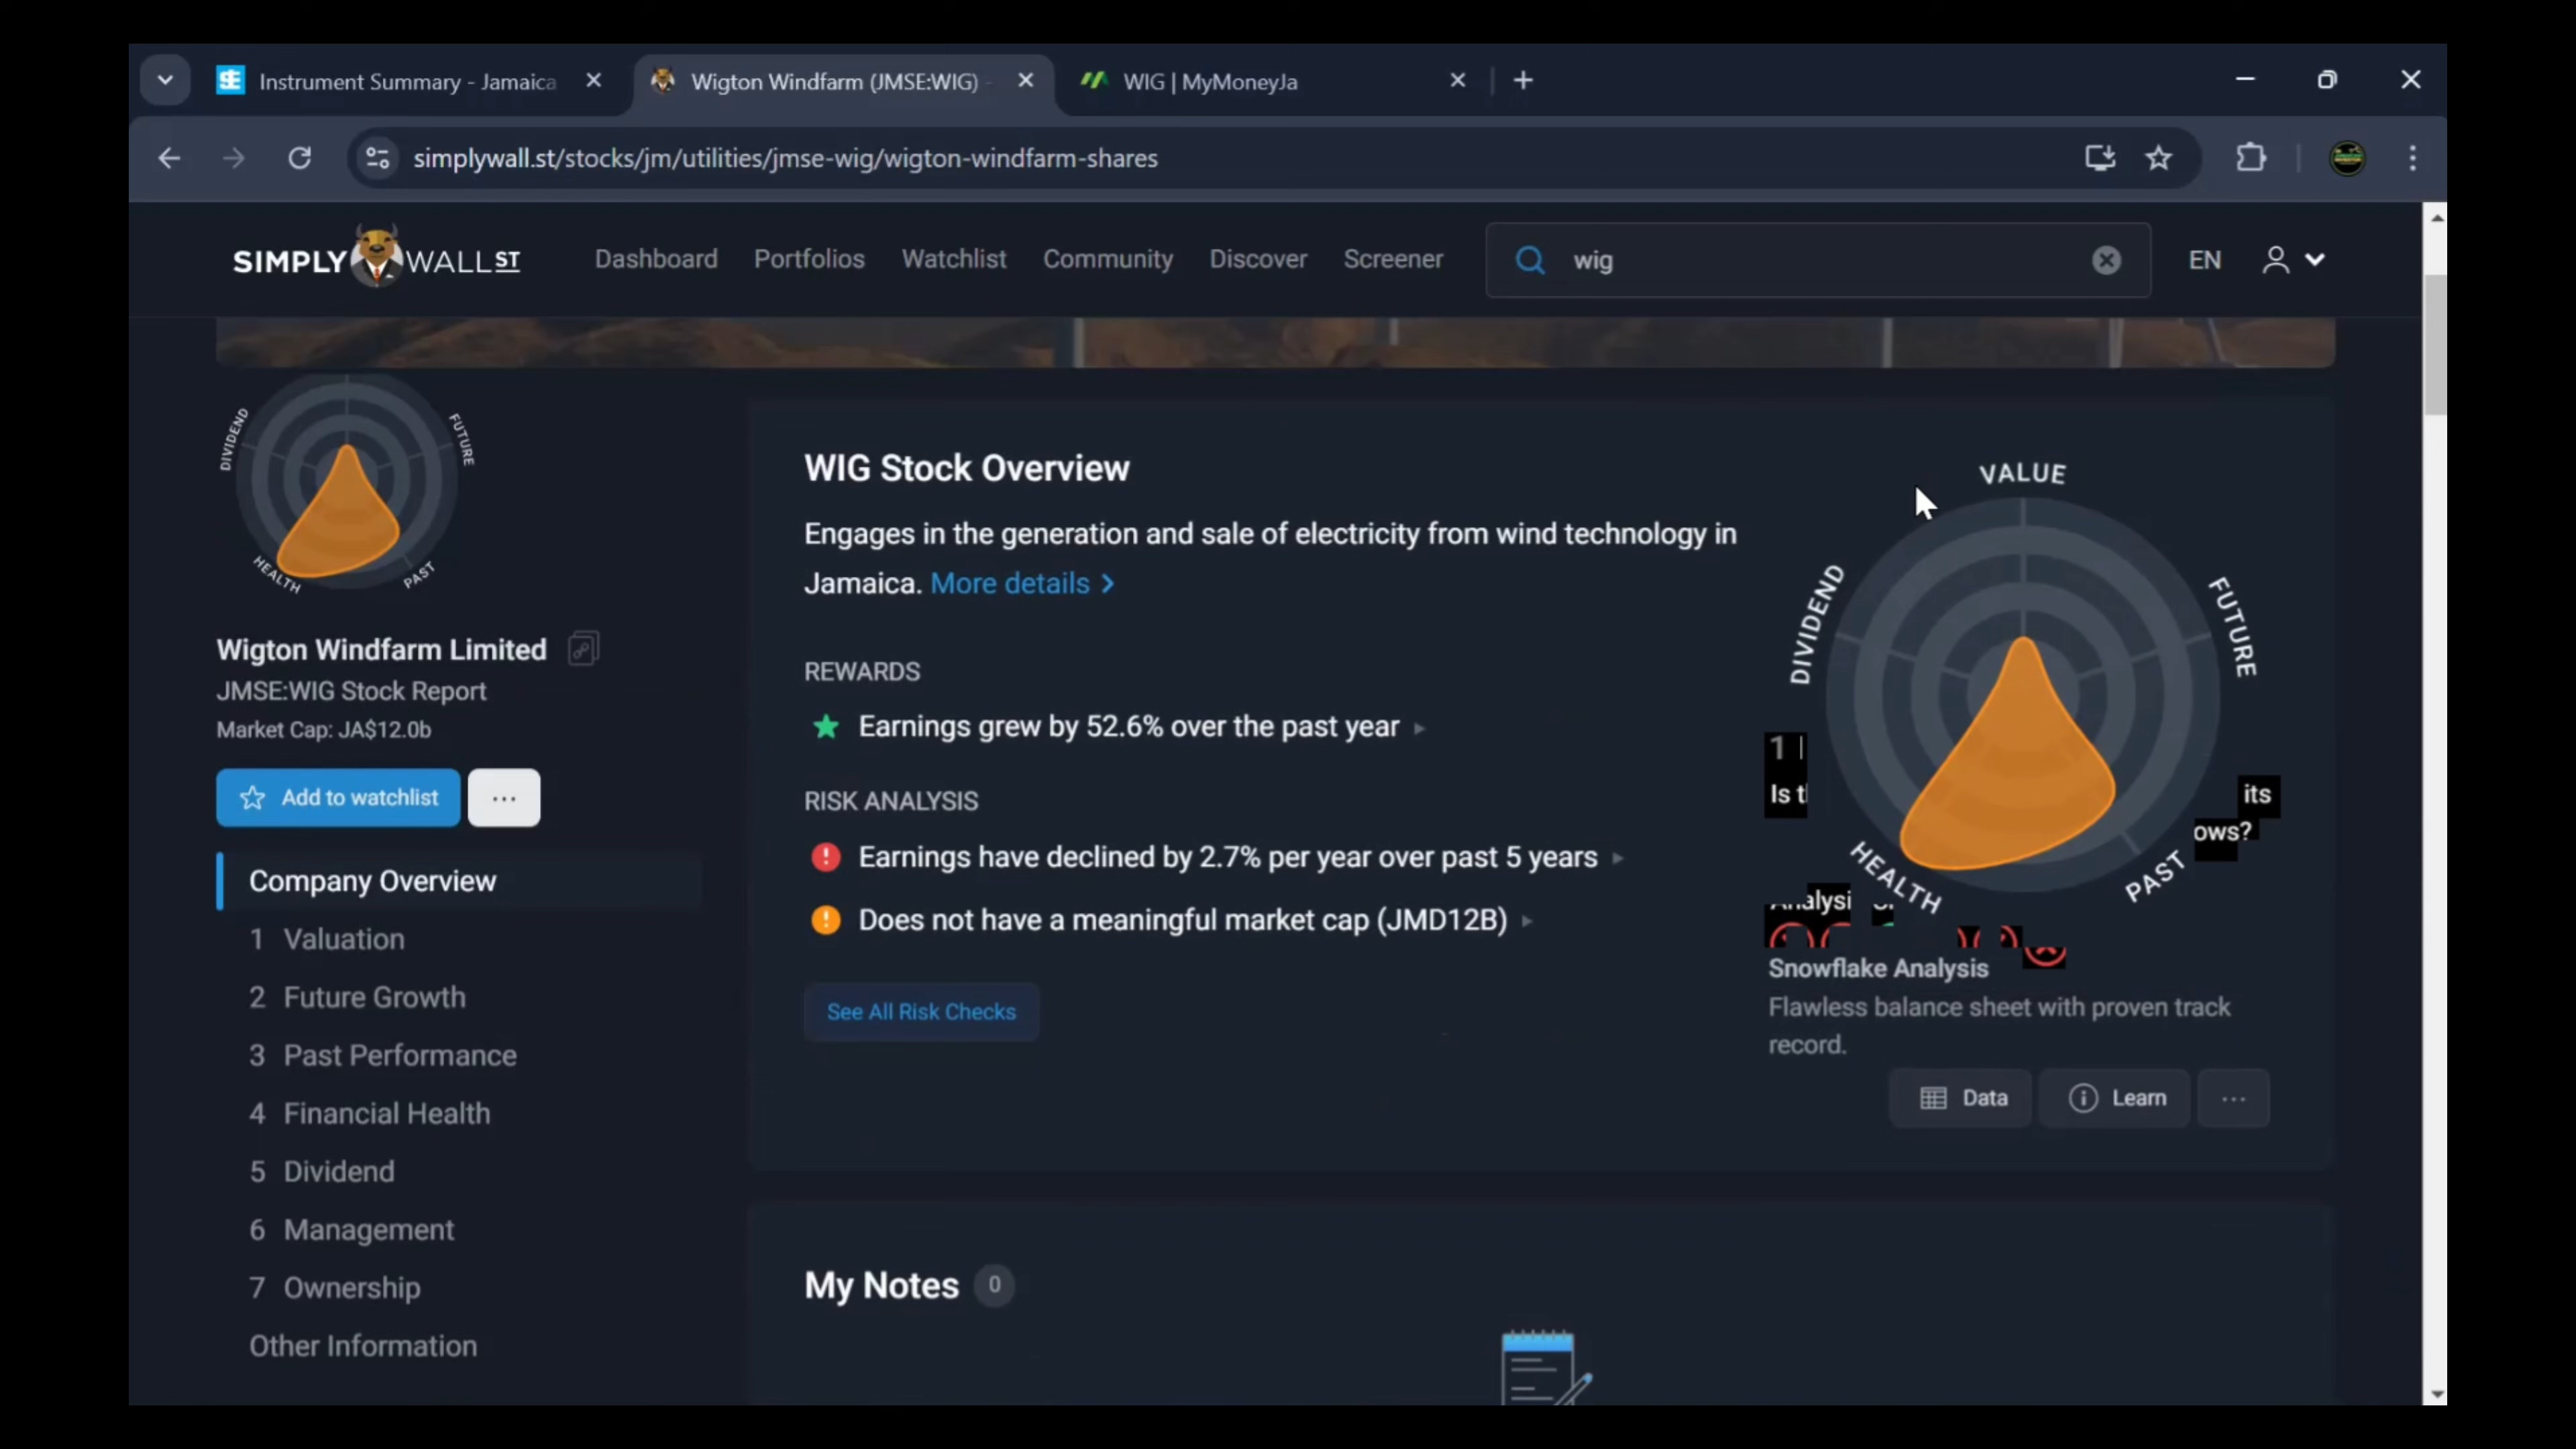 Instrument Summary - Jamaica
Wigton Windfarm (JMSE:WIG) -
WIG | MyMoneyJa
simplywall.st/stocks/jm/utilities/jmse-wig/wigton-windfarm-shares
SIMPLY WALL ST
Dashboard
Portfolios
Watchlist
Community
Discover
Screener
wig
EN
DIVIDEND
FUTURE
HEALTH
PAST
Wigton Windfarm Limited
JMSE:WIG Stock Report
Market Cap: JA$12.0b
Add to watchlist
...
Company Overview
1 Valuation
2 Future Growth
3 Past Performance
4 Financial Health
5 Dividend
6 Management
7 Ownership
Other Information
WIG Stock Overview
Engages in the generation and sale of electricity from wind technology in
Jamaica. More details >
REWARDS
Earnings grew by 52.6% over the past year
RISK ANALYSIS
Earnings have declined by 2.7% per year over past 5 years
Does not have a meaningful market cap (JMD12B)
See All Risk Checks
VALUE
DIVIDEND
FUTURE
HEALTH
PAST
1
Is
its
ows?
Snowflake Analysis
Flawless balance sheet with proven track
record.
Data
Learn
...
My Notes 0